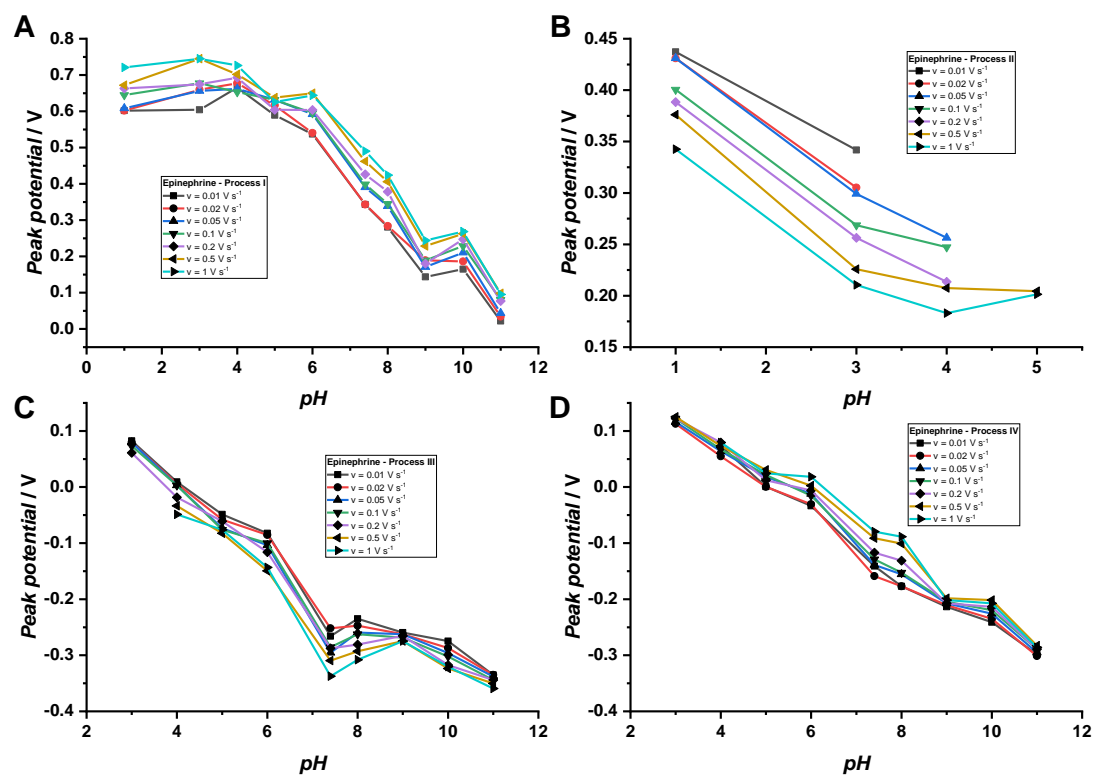 A
0.8
0.7
0.6
0.5
0.4
0.3
0.2
0.1
0.0
Peak potential / V
0 2 4 6 8 10 12
pH
Epinephrine - Process I
v = 0.01 V s⁻¹
v = 0.02 V s⁻¹
v = 0.05 V s⁻¹
v = 0.1 V s⁻¹
v = 0.2 V s⁻¹
v = 0.5 V s⁻¹
v = 1 V s⁻¹
B
0.45
0.40
0.35
0.30
0.25
0.20
0.15
Peak potential / V
1 2 3 4 5
pH
Epinephrine - Process II
v = 0.01 V s⁻¹
v = 0.02 V s⁻¹
v = 0.05 V s⁻¹
v = 0.1 V s⁻¹
v = 0.2 V s⁻¹
v = 0.5 V s⁻¹
v = 1 V s⁻¹
C
0.1
0.0
-0.1
-0.2
-0.3
-0.4
Peak potential / V
2 4 6 8 10 12
pH
Epinephrine - Process III
v = 0.01 V s⁻¹
v = 0.02 V s⁻¹
v = 0.05 V s⁻¹
v = 0.1 V s⁻¹
v = 0.2 V s⁻¹
v = 0.5 V s⁻¹
v = 1 V s⁻¹
D
0.1
0.0
-0.1
-0.2
-0.3
-0.4
Peak potential / V
2 4 6 8 10 12
pH
Epinephrine - Process IV
v = 0.01 V s⁻¹
v = 0.02 V s⁻¹
v = 0.05 V s⁻¹
v = 0.1 V s⁻¹
v = 0.2 V s⁻¹
v = 0.5 V s⁻¹
v = 1 V s⁻¹